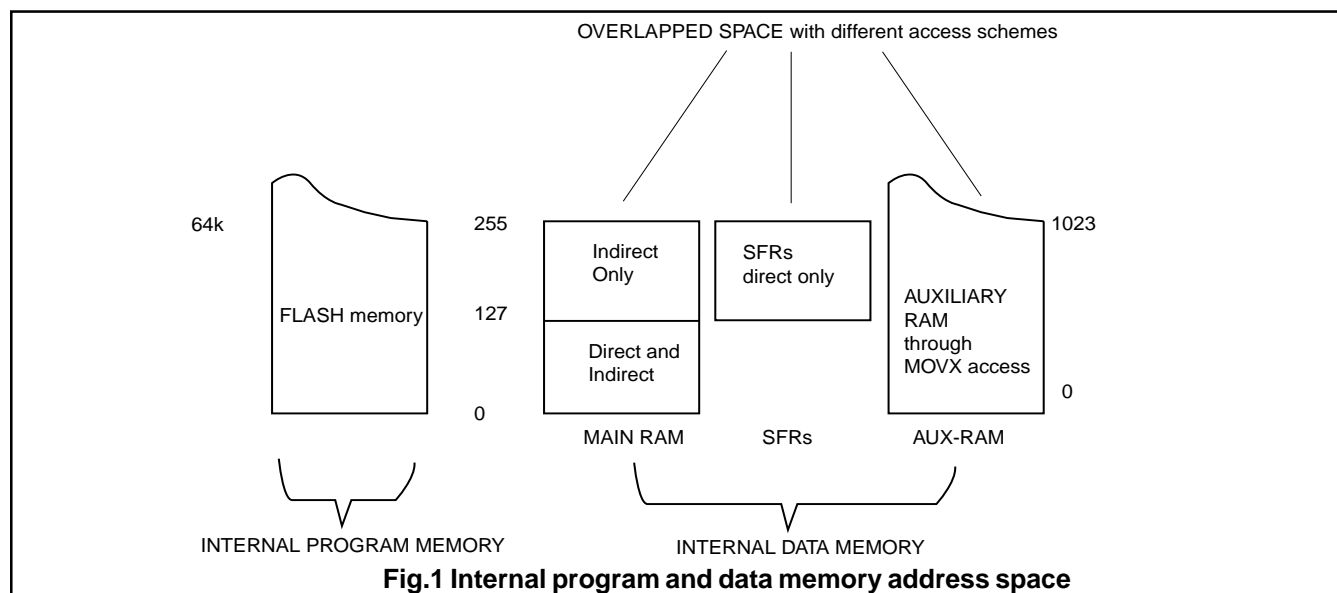 OVERLAPPED SPACE with different access schemes
64k
FLASH memory
255
127
0
Indirect
Only
Direct and
Indirect
SFRs
direct only
AUXILIARY
RAM
through
MOVX access
1023
0
MAIN RAM
SFRs
AUX-RAM
INTERNAL PROGRAM MEMORY
INTERNAL DATA MEMORY
Fig.1 Internal program and data memory address space